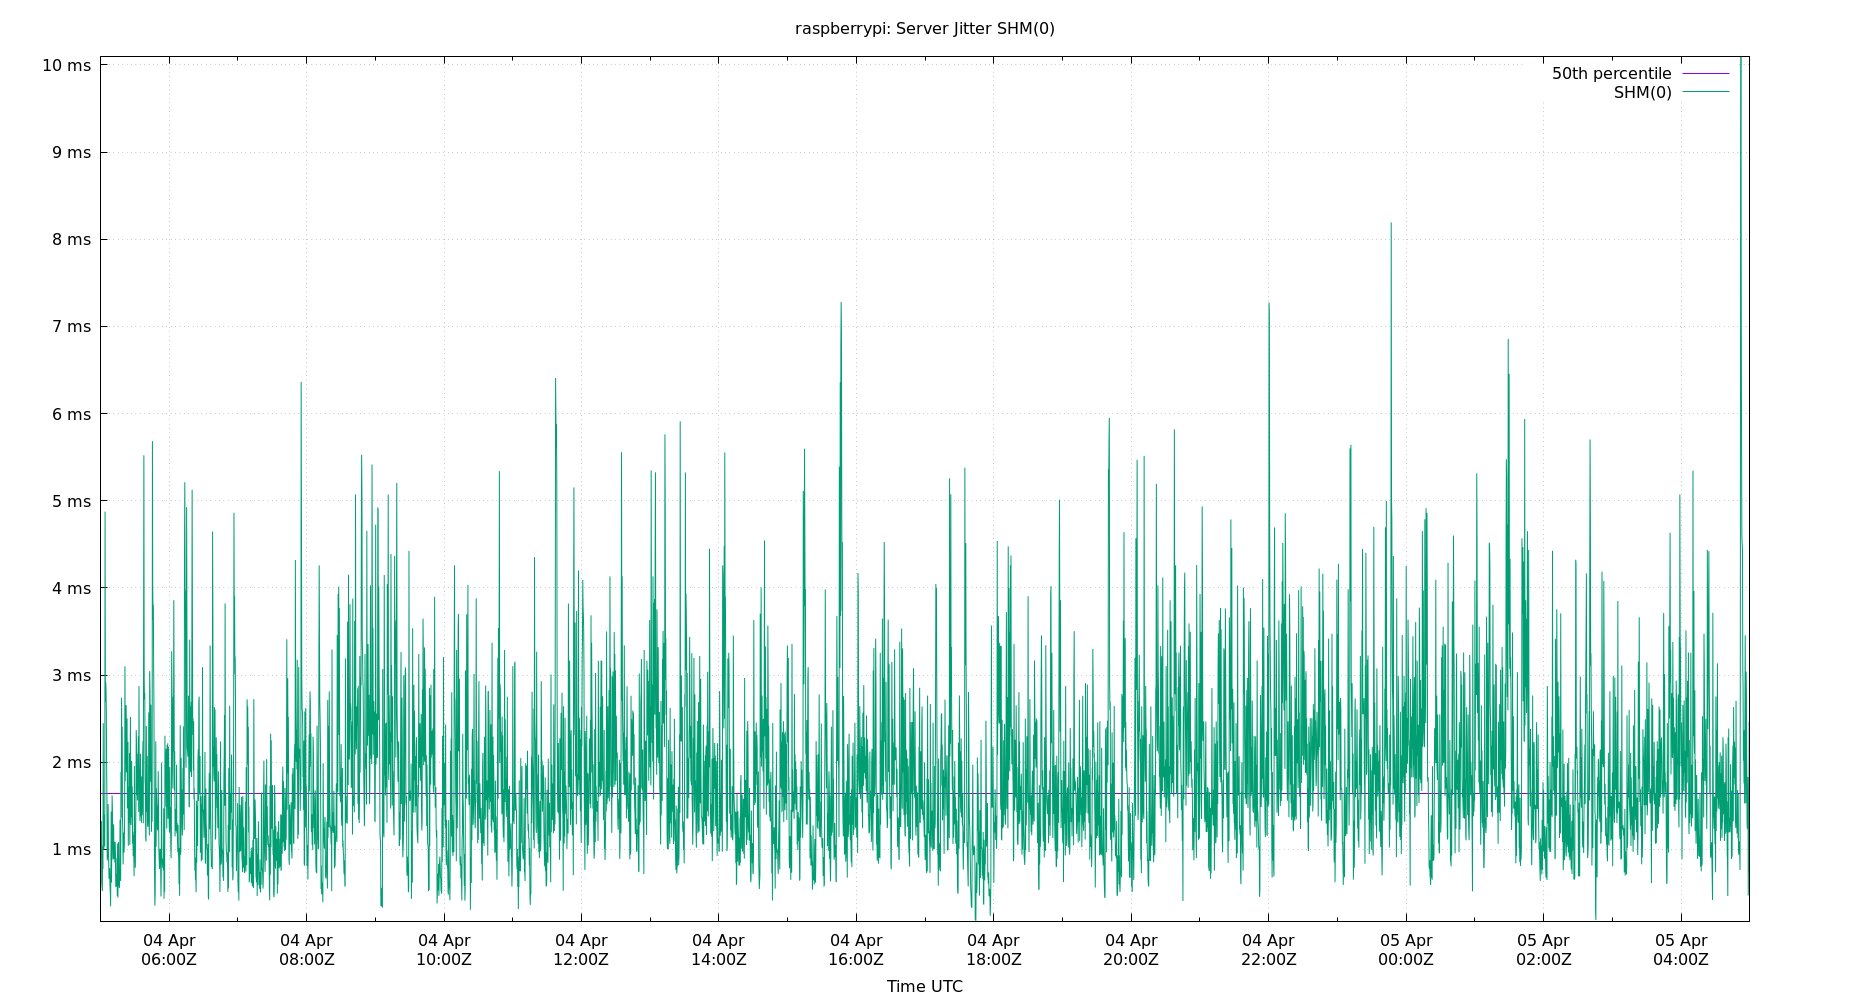 raspberrypi: Server Jitter SHM(0)
50th percentile
SHM(0)
10 ms
9 ms
8 ms
7 ms
6 ms
5 ms
4 ms
3 ms
2 ms
1 ms
04 Apr 04 Apr 04 Apr 04 Apr 04 Apr 04 Apr 04 Apr 04 Apr 04 Apr 05 Apr 05 Apr 05 Apr
06:00Z 08:00Z 10:00Z 12:00Z 14:00Z 16:00Z 18:00Z 20:00Z 22:00Z 00:00Z 02:00Z 04:00Z
Time UTC